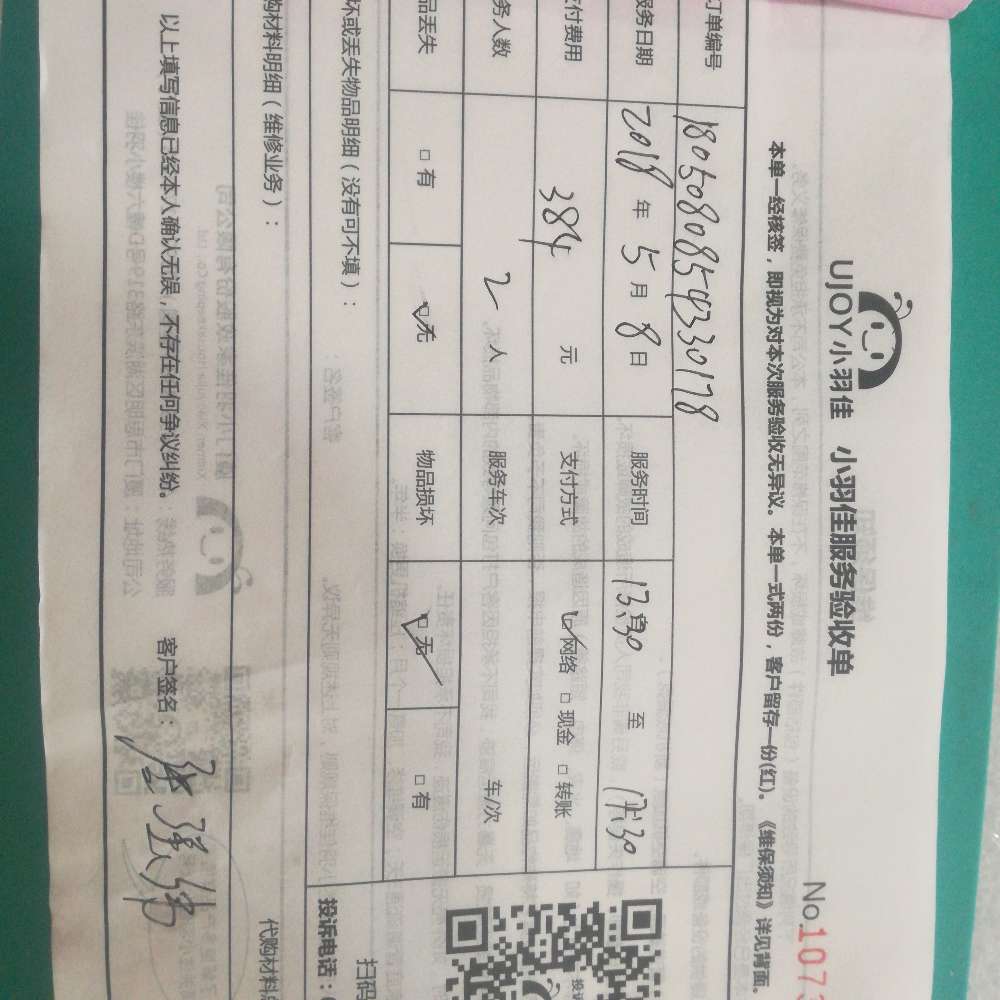 UJOY小羽佳 小羽佳服务验收单
No.1073
本单一经核签，即视为对本次服务验收无异议。本单一式两份，客户留存一份(红)。《维保须知》详见背面。
订单编号 18050808549330178
服务日期 2018 年 5 月 8 日 服务时间 13:30 至 17:30
支付费用 384 元 支付方式 网络 现金 转账
务人数 2 人 服务车次 车/次
品丢失 有 无 物品损坏 无 有
坏或丢失物品明细（没有可不填）：
投诉电话：
扫码
购材料明细（维修业务）：
代购材料
以上填写信息已经本人确认无误，不存在任何争议纠纷。 客户签名：